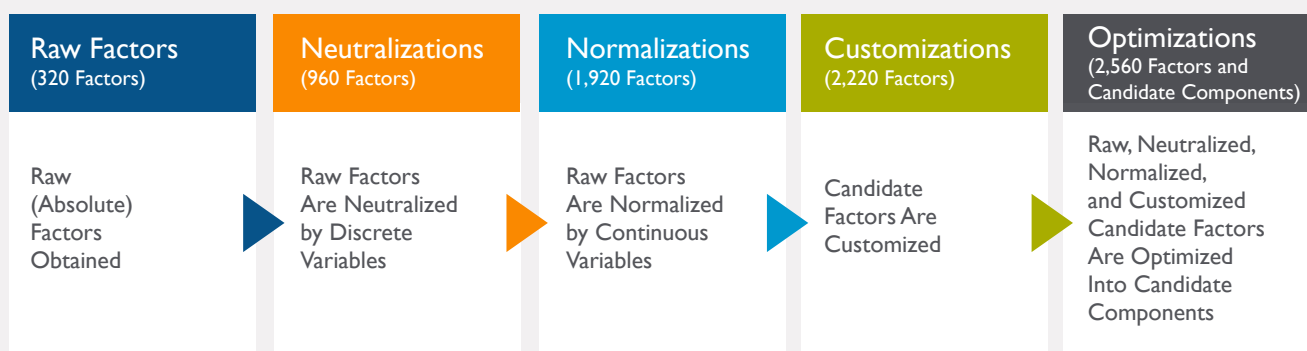 Raw Factors
(320 Factors)
Raw
(Absolute)
Factors
Obtained
Neutralizations
(960 Factors)
Raw Factors
Are Neutralized
by Discrete
Variables
Normalizations
(1,920 Factors)
Raw Factors
Are Normalized
by Continuous
Variables
Customizations
(2,220 Factors)
Candidate
Factors Are
Customized
Optimizations
(2,560 Factors and
Candidate Components)
Raw, Neutralized,
Normalized,
and Customized
Candidate Factors
Are Optimized
Into Candidate
Components